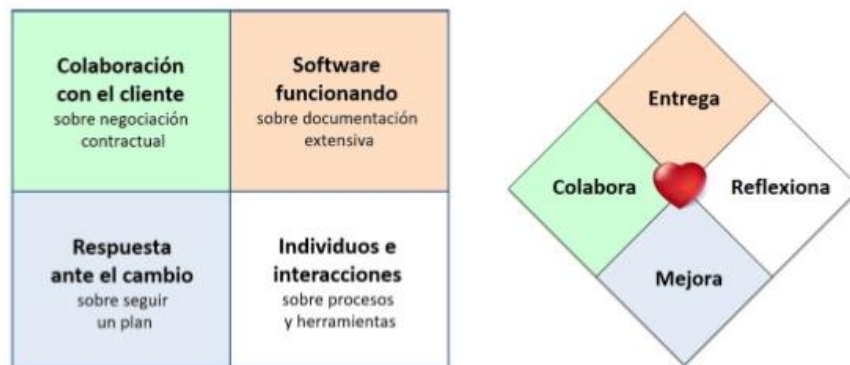 Colaboración
con el cliente
sobre negociación
contractual
Software
funcionando
sobre documentación
extensiva
Respuesta
ante el cambio
sobre seguir
un plan
Individuos e
interacciones
sobre procesos
y herramientas
Entrega
Colabora
Reflexiona
Mejora